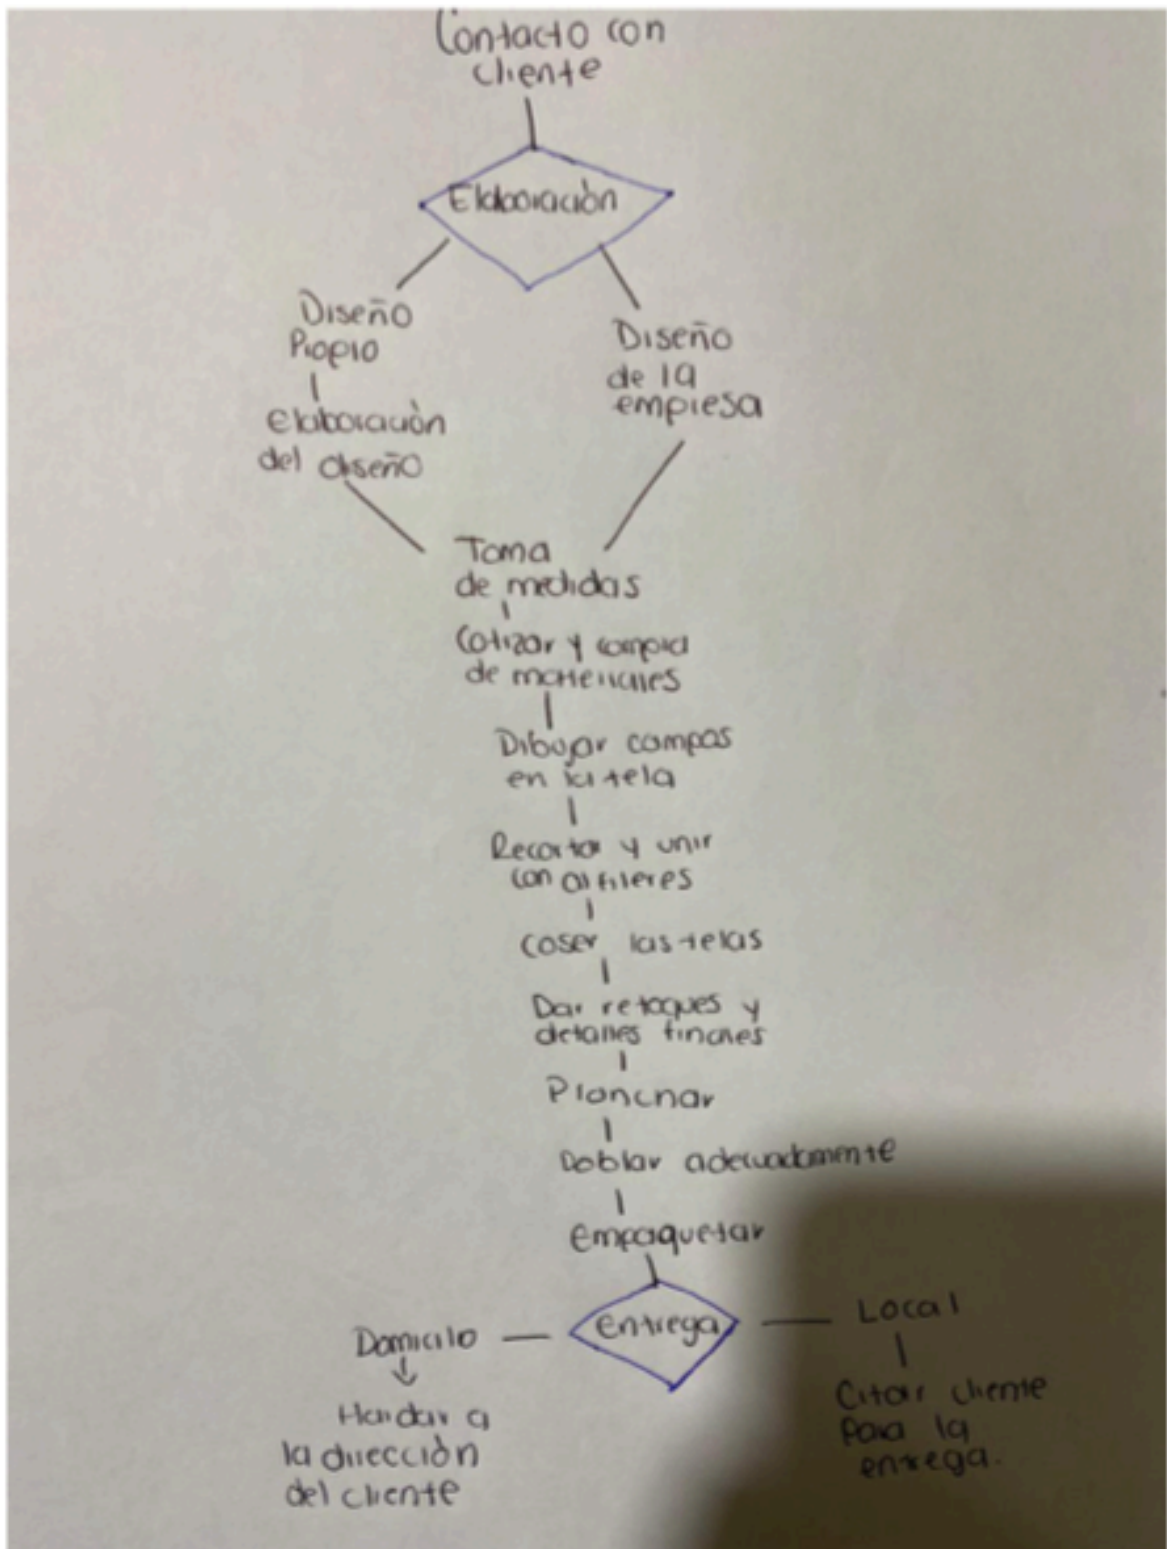 Contacto con
cliente
Elaboración
Diseño
Propio
Diseño
de la
empresa
Elaboración
del diseño
Toma
de medidas
Cotizar y compra
de materiales
Dibujar campas
en la tela
Recortar y unir
con alfileres
coser las telas
Dar retoques y
detalles finales
Planchar
Doblar adecuadamente
Empaquetar
Entrega
Domicilo
Local
Mandar a
la dirección
del cliente
Citar cliente
para la
entrega.